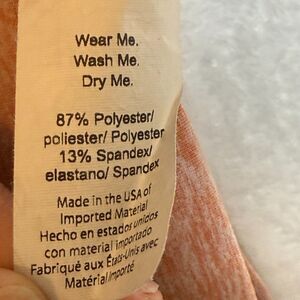 Wear Me.
Wash Me.
Dry Me.
87% Polyester/
poliester/ Polyester
13% Spandex/
elastano/ Spandex
Made in the USA of
Imported Material
Hecho en estados unidos
con material importado
Fabriqué aux États-Unis avec
Matérial Importé